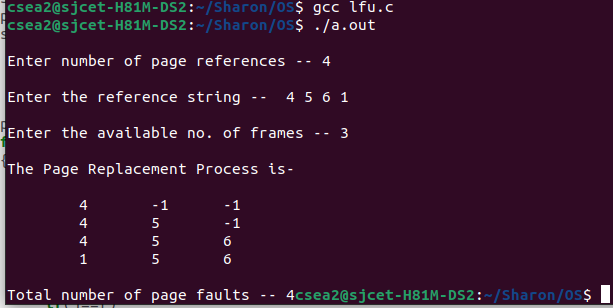 csea2@sjcet-H81M-DS2:~/Sharon/OS$ gcc lfu.c
csea2@sjcet-H81M-DS2:~/Sharon/OS$ ./a.out
Enter number of page references -- 4
Enter the reference string --  4 5 6 1
Enter the available no. of frames -- 3
The Page Replacement Process is-
4 -1 -1
4 5 -1
4 5 6
1 5 6
Total number of page faults -- 4csea2@sjcet-H81M-DS2:~/Sharon/OS$